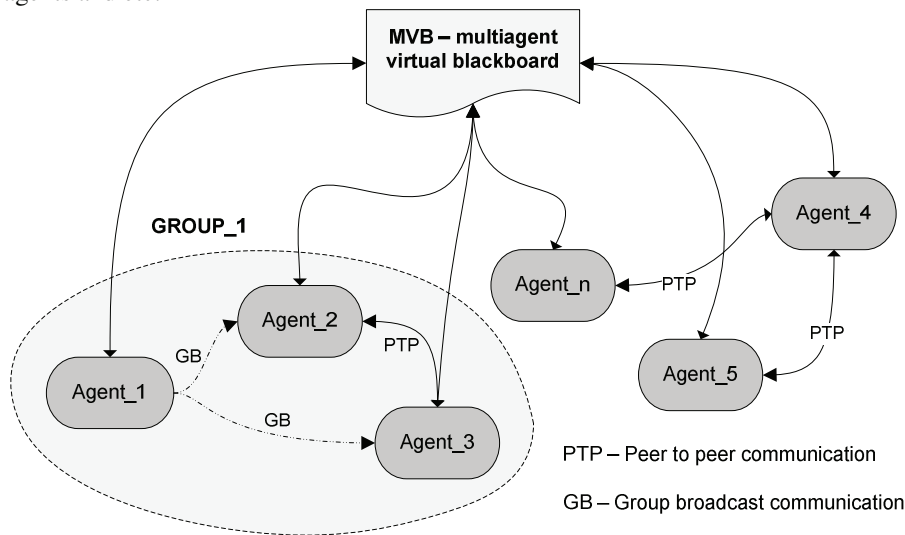 MVB – multiagent
virtual blackboard
GROUP_1
Agent_4
Agent_n
PTP
Agent_2
GB
PTP
PTP
Agent_1
Agent_5
GB
Agent_3
PTP – Peer to peer communication
GB – Group broadcast communication